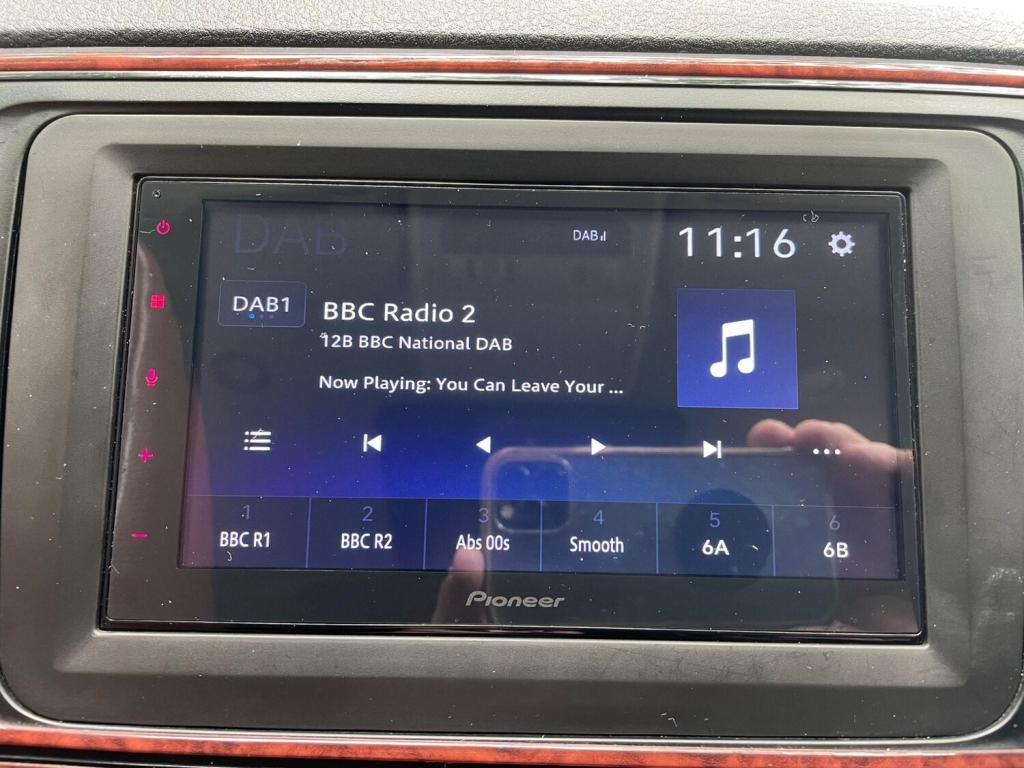 DAB
DAB
11:16
DAB1
BBC Radio 2
12B BBC National DAB
Now Playing: You Can Leave Your ...
1 2 3 4 5 6
BBC R1 BBC R2 Abs 00s Smooth 6A 6B
Pioneer